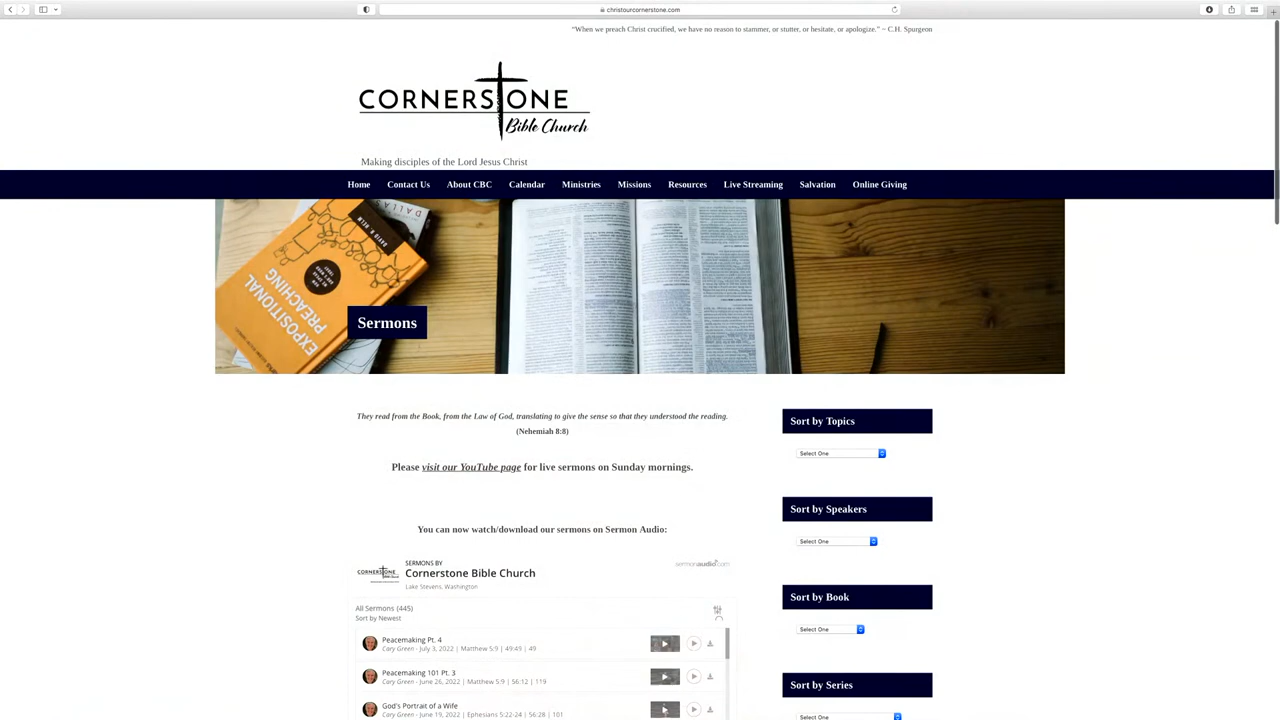 christourcornerstone.com
“When we preach Christ crucified, we have no reason to stammer, or stutter, or hesitate, or apologize.” ~ C.H. Spurgeon
CORNERSTONE
Bible Church
Making disciples of the Lord Jesus Christ
Home Contact Us About CBC Calendar Ministries Missions Resources Live Streaming Salvation Online Giving
DALLAS
EXPOSITIONAL
PREACHING
Sermons
They read from the Book, from the Law of God, translating to give the sense so that they understood the reading.
(Nehemiah 8:8)
Please visit our YouTube page for live sermons on Sunday mornings.
You can now watch/download our sermons on Sermon Audio:
CORNERSTONE
SERMONS BY
Cornerstone Bible Church
Lake Stevens, Washington
sermonaudio.com
All Sermons (445)
Sort by Newest
Peacemaking Pt. 4
Cary Green - July 3, 2022 | Matthew 5:9 | 49:49 | 49
Peacemaking 101 Pt. 3
Cary Green - June 26, 2022 | Matthew 5:9 | 56:12 | 119
God's Portrait of a Wife
Cary Green - June 19, 2022 | Ephesians 5:22-24 | 56:28 | 101
Sort by Topics
Select One
Sort by Speakers
Select One
Sort by Book
Select One
Sort by Series
Select One